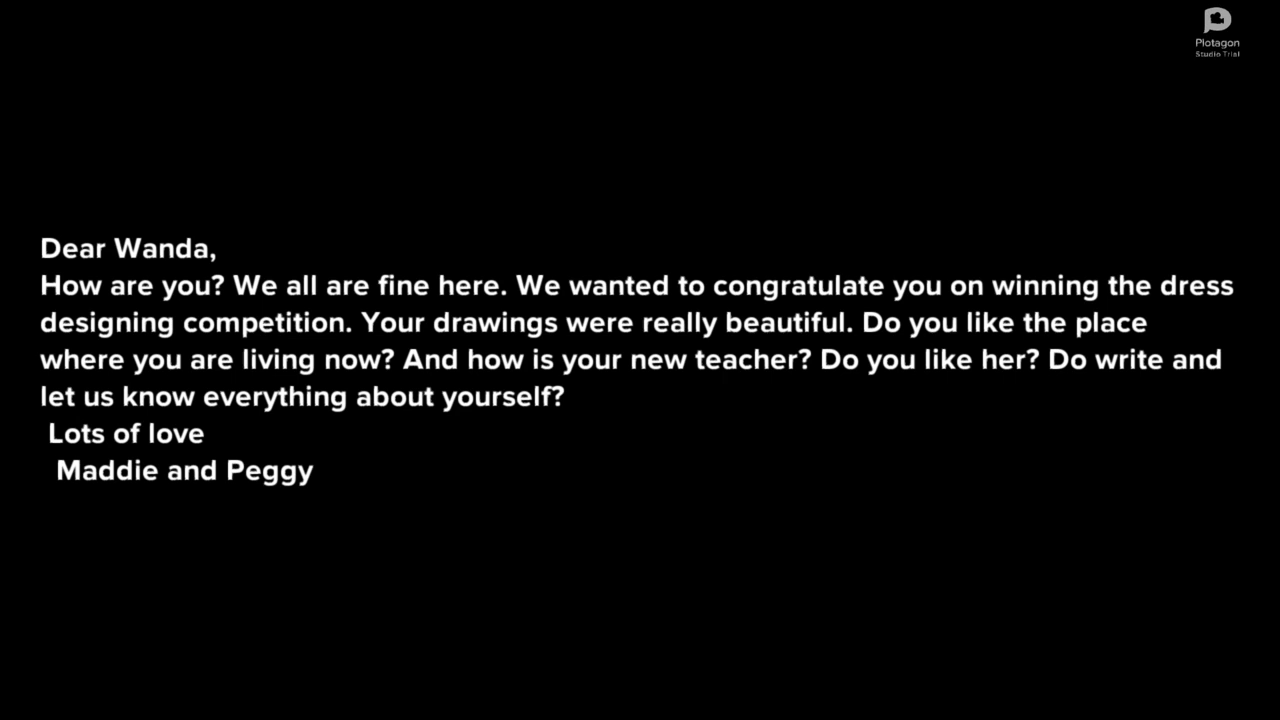 Plotagon
Studio Trial
Dear Wanda,
How are you? We all are fine here. We wanted to congratulate you on winning the dress
designing competition. Your drawings were really beautiful. Do you like the place
where you are living now? And how is your new teacher? Do you like her? Do write and
let us know everything about yourself?
Lots of love
Maddie and Peggy